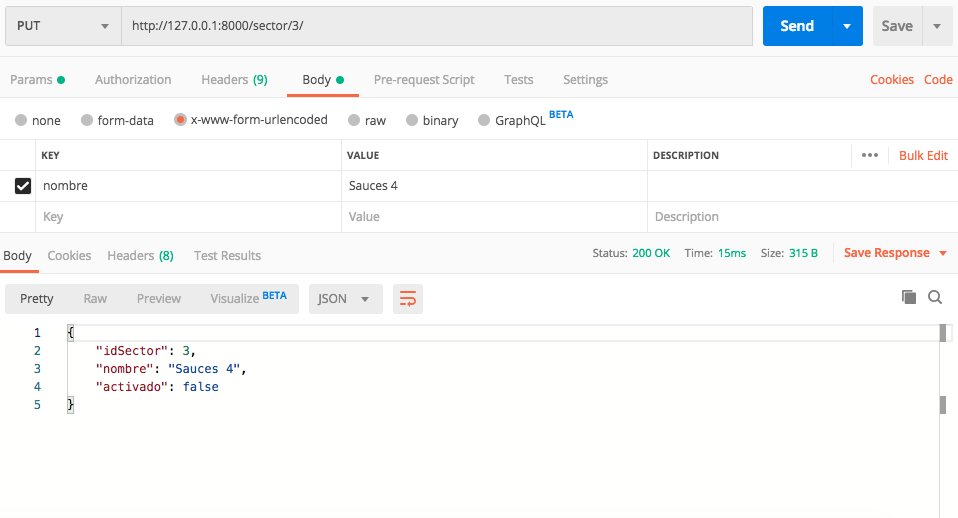 PUT http://127.0.0.1:8000/sector/3/ Send Save
Params Authorization Headers (9) Body Pre-request Script Tests Settings Cookies Code
none form-data x-www-form-urlencoded raw binary GraphQL BETA
KEY VALUE DESCRIPTION ••• Bulk Edit
nombre Sauces 4
Key Value Description
Body Cookies Headers (8) Test Results Status: 200 OK Time: 15ms Size: 315 B Save Response
Pretty Raw Preview Visualize BETA JSON
1 {
2 "idSector": 3,
3 "nombre": "Sauces 4",
4 "activado": false
5 }